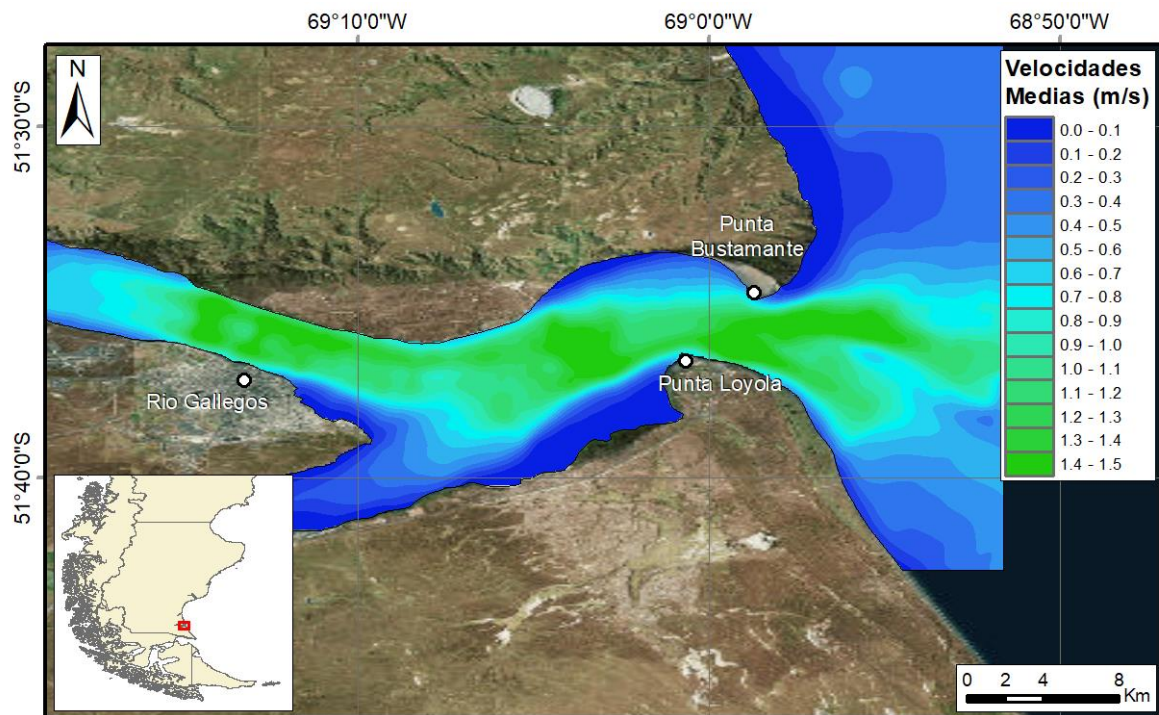 69°10'0"W
69°0'0"W
68°50'0"W
N
51°30'0"S
51°40'0"S
Velocidades
Medias (m/s)
0.0 - 0.1
0.1 - 0.2
0.2 - 0.3
0.3 - 0.4
0.4 - 0.5
0.5 - 0.6
0.6 - 0.7
0.7 - 0.8
0.8 - 0.9
0.9 - 1.0
1.0 - 1.1
1.1 - 1.2
1.2 - 1.3
1.3 - 1.4
1.4 - 1.5
Punta
Bustamante
Punta Loyola
Rio Gallegos
0 2 4 8
Km